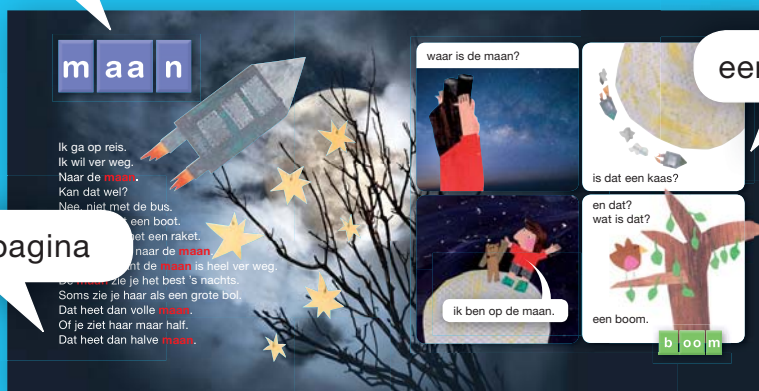 maan
Ik ga op reis.
Ik wil ver weg.
Naar de maan.
Kan dat wel?
Nee, niet met de bus.
een boot.
met een raket.
naar de maan.
de maan is heel ver weg.
De maan zie je het best 's nachts.
Soms zie je haar als een grote bol.
Dat heet dan volle maan.
Of je ziet haar maar half.
Dat heet dan halve maan.
pagina
waar is de maan?
is dat een kaas?
ik ben op de maan.
en dat?
wat is dat?
een boom.
boom